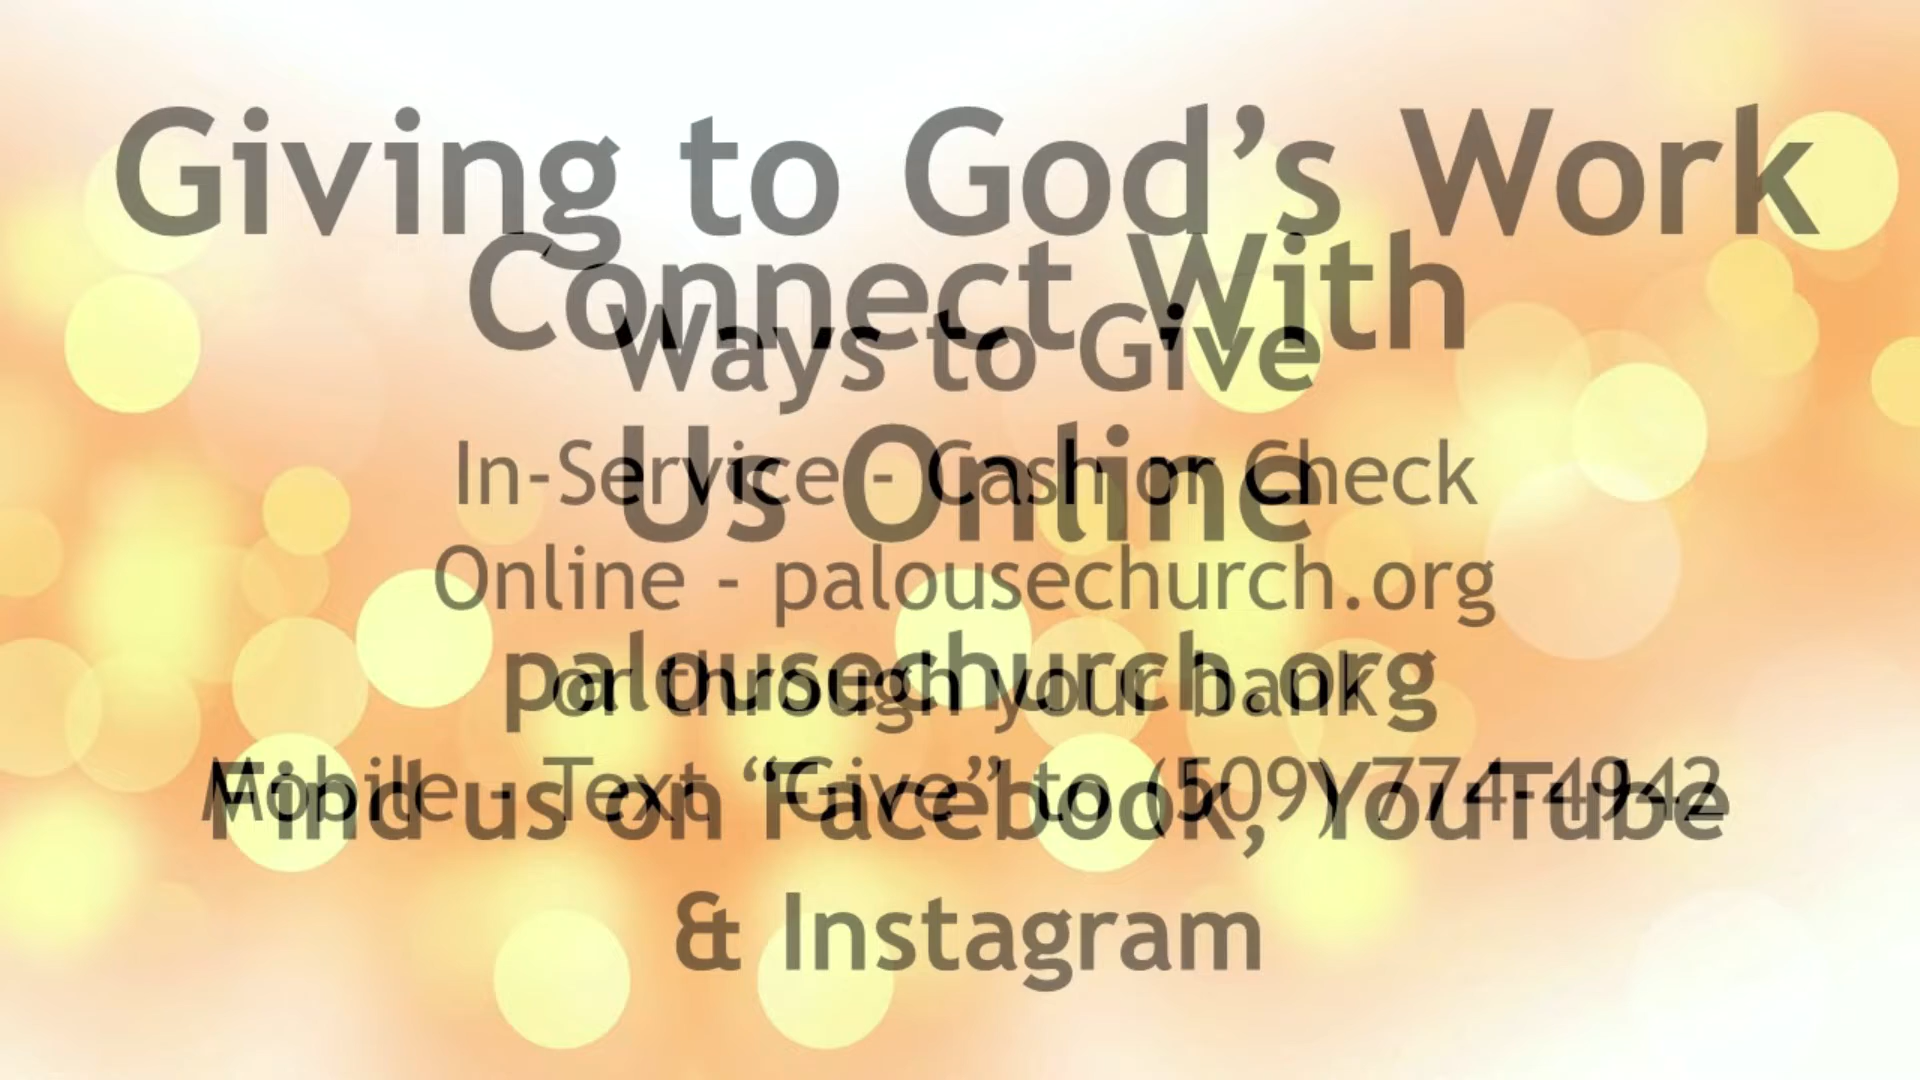 Giving to God’s Work
Connect With
Ways to Give
Us Online
In-Service - Cash or Check
Online - palousechurch.org
palousechurch.org
or through your bank
Mobile - Text “Give” to (509) 774-4942
Find us on Facebook, YouTube
& Instagram